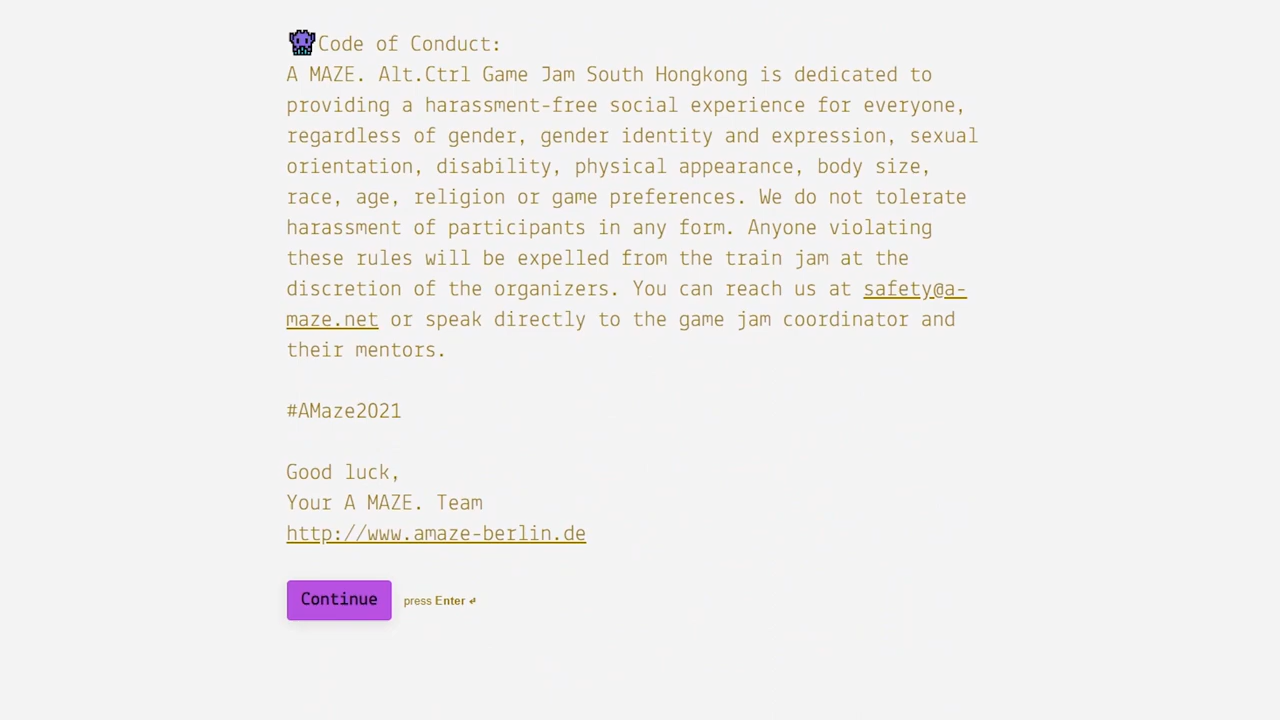 Code of Conduct:
A MAZE. Alt.Ctrl Game Jam South Hongkong is dedicated to
providing a harassment-free social experience for everyone,
regardless of gender, gender identity and expression, sexual
orientation, disability, physical appearance, body size,
race, age, religion or game preferences. We do not tolerate
harassment of participants in any form. Anyone violating
these rules will be expelled from the train jam at the
discretion of the organizers. You can reach us at safety@a-
maze.net or speak directly to the game jam coordinator and
their mentors.
#AMaze2021
Good luck,
Your A MAZE. Team
http://www.amaze-berlin.de
Continue press Enter ↵